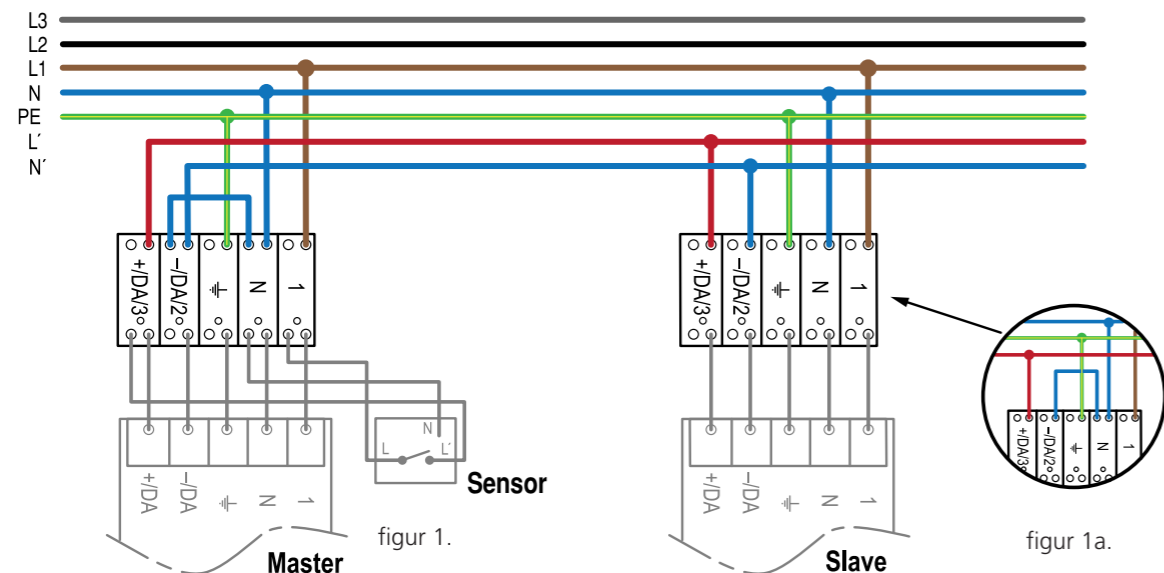 L3
L2
L1
N
PE
L´
N´
+/DA/3
–/DA/2
N
1
+/DA/3
–/DA/2
N
1
+/DA/3
–/DA/2
N
1
N
L
L´
Sensor
+/DA
–/DA
N
1
+/DA
–/DA
N
1
figur 1.
figur 1a.
Master
Slave